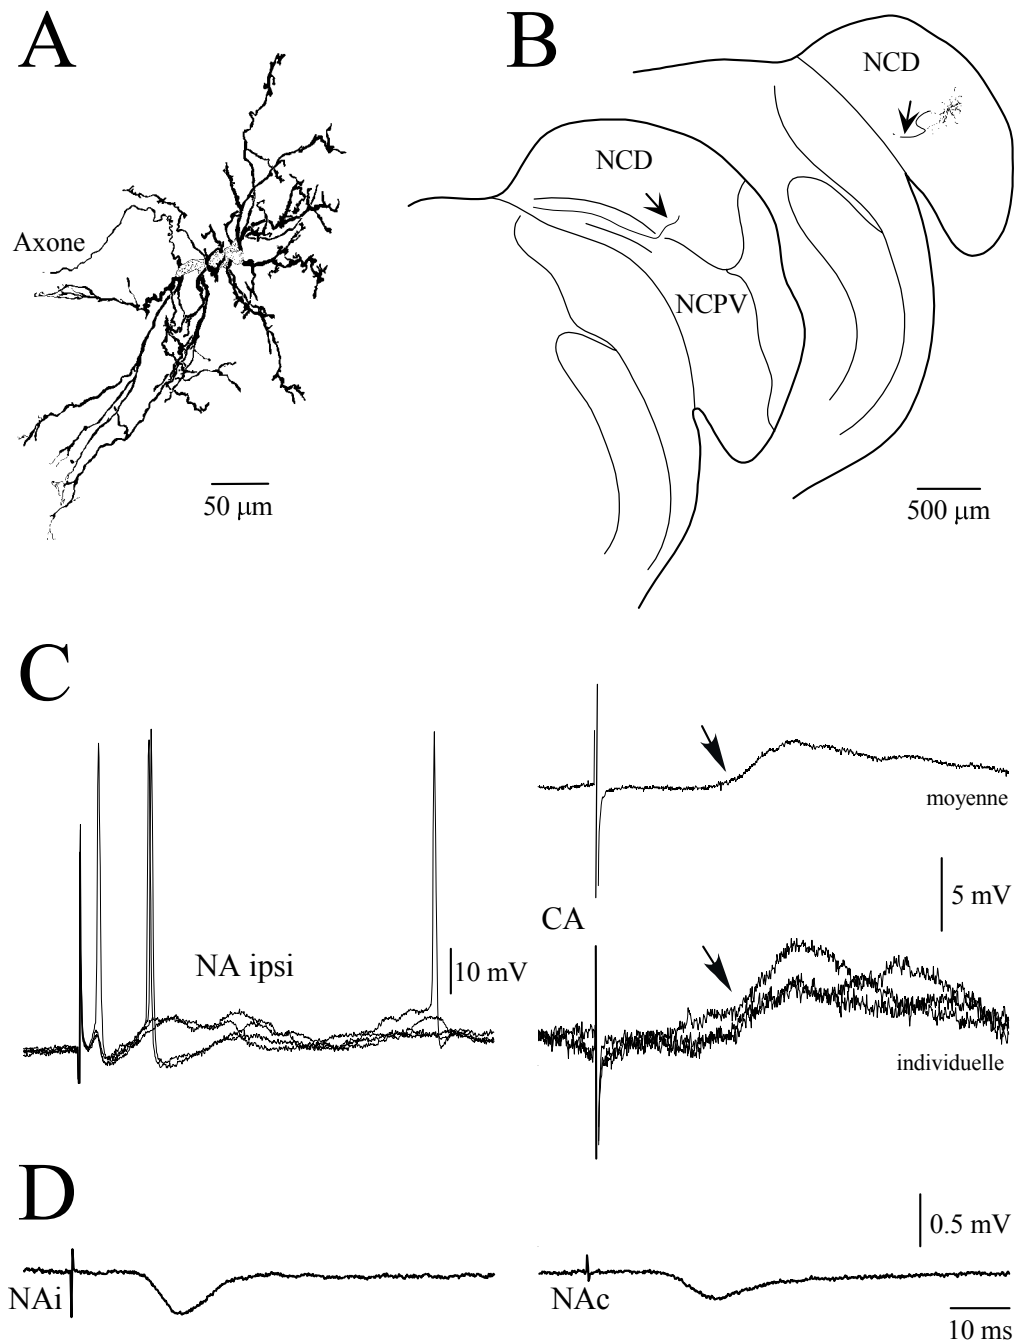 A
Axone
50 μm
B
NCD
NCD
NCPV
500 μm
C
NA ipsi
10 mV
moyenne
5 mV
CA
individuelle
D
0.5 mV
NAi
NAc
10 ms